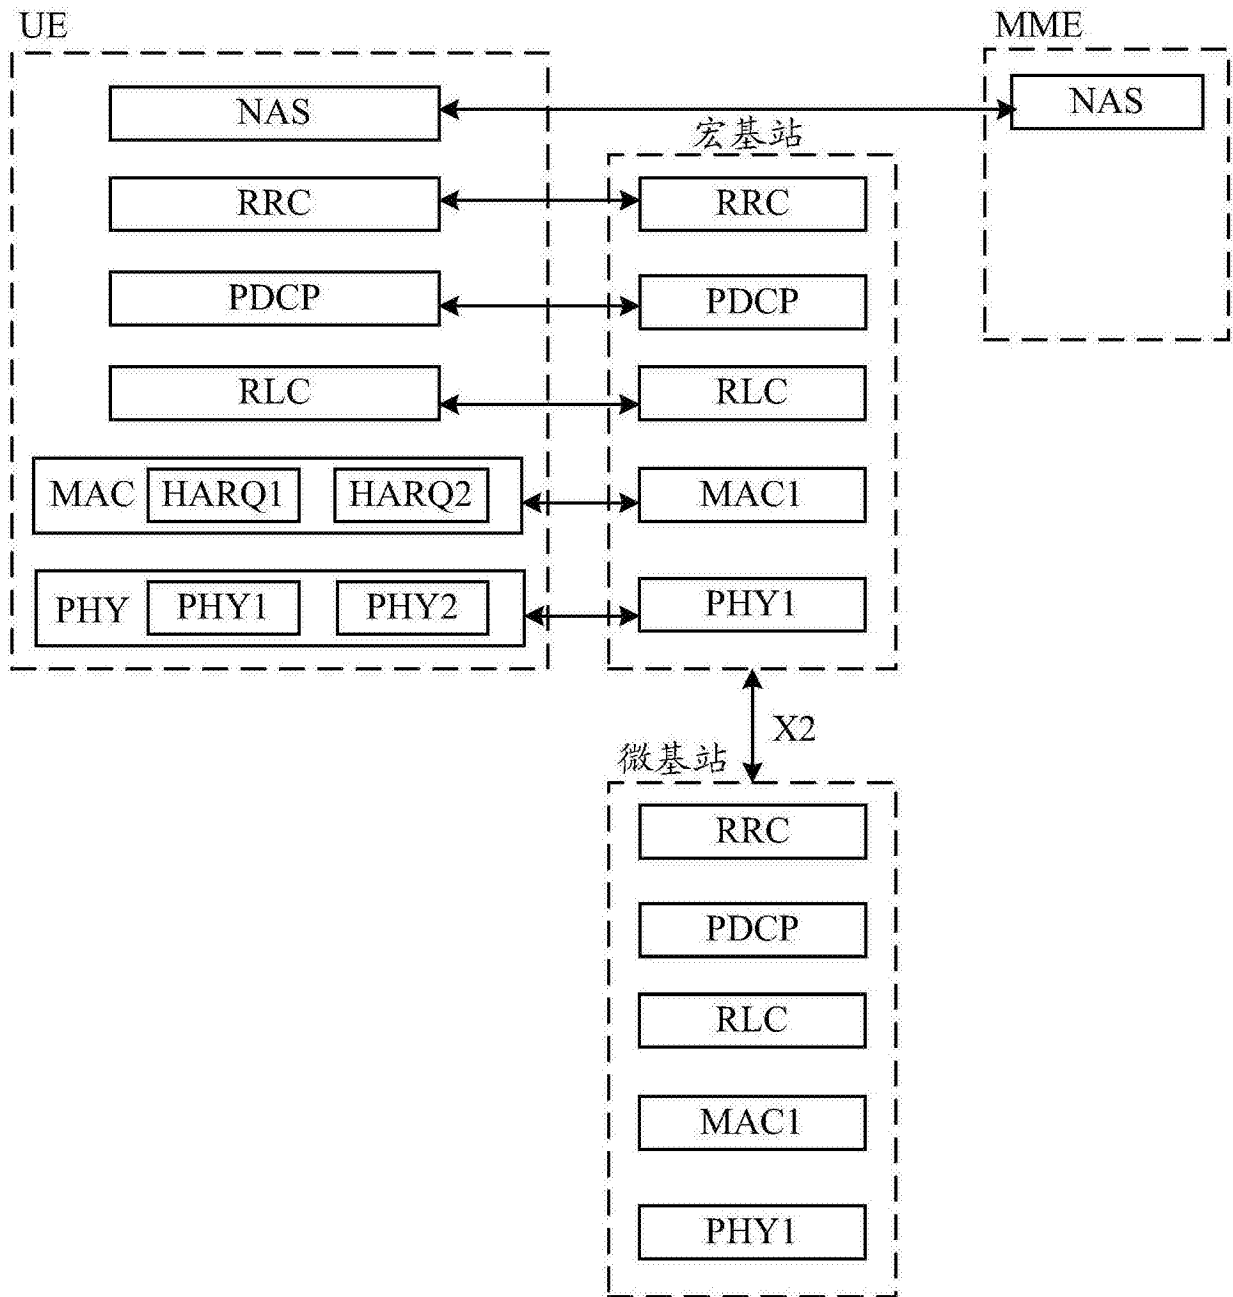 UE
MME
NAS
NAS
宏基站
RRC
RRC
PDCP
PDCP
RLC
RLC
MAC HARQ1 HARQ2
MAC1
PHY PHY1 PHY2
PHY1
X2
微基站
RRC
PDCP
RLC
MAC1
PHY1